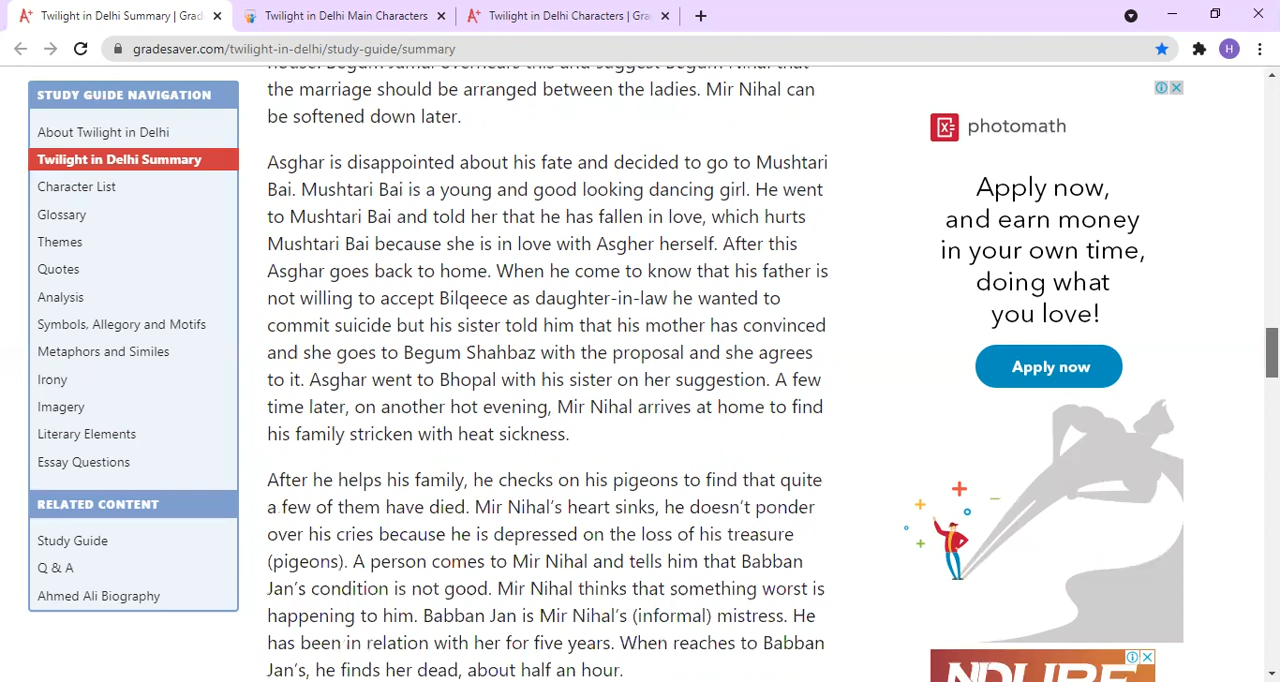 Twilight in Delhi Summary | Grad
Twilight in Delhi Main Characters
Twilight in Delhi Characters | Gra
gradesaver.com/twilight-in-delhi/study-guide/summary
H
STUDY GUIDE NAVIGATION
About Twilight in Delhi
Twilight in Delhi Summary
Character List
Glossary
Themes
Quotes
Analysis
Symbols, Allegory and Motifs
Metaphors and Similes
Irony
Imagery
Literary Elements
Essay Questions
RELATED CONTENT
Study Guide
Q & A
Ahmed Ali Biography
house. Begum Jamal overhears this and suggest Begum Nihal that
the marriage should be arranged between the ladies. Mir Nihal can
be softened down later.
Asghar is disappointed about his fate and decided to go to Mushtari
Bai. Mushtari Bai is a young and good looking dancing girl. He went
to Mushtari Bai and told her that he has fallen in love, which hurts
Mushtari Bai because she is in love with Asgher herself. After this
Asghar goes back to home. When he come to know that his father is
not willing to accept Bilqeece as daughter-in-law he wanted to
commit suicide but his sister told him that his mother has convinced
and she goes to Begum Shahbaz with the proposal and she agrees
to it. Asghar went to Bhopal with his sister on her suggestion. A few
time later, on another hot evening, Mir Nihal arrives at home to find
his family stricken with heat sickness.
After he helps his family, he checks on his pigeons to find that quite
a few of them have died. Mir Nihal's heart sinks, he doesn't ponder
over his cries because he is depressed on the loss of his treasure
(pigeons). A person comes to Mir Nihal and tells him that Babban
Jan's condition is not good. Mir Nihal thinks that something worst is
happening to him. Babban Jan is Mir Nihal's (informal) mistress. He
has been in relation with her for five years. When reaches to Babban
Jan's, he finds her dead, about half an hour.
photomath
Apply now,
and earn money
in your own time,
doing what
you love!
Apply now